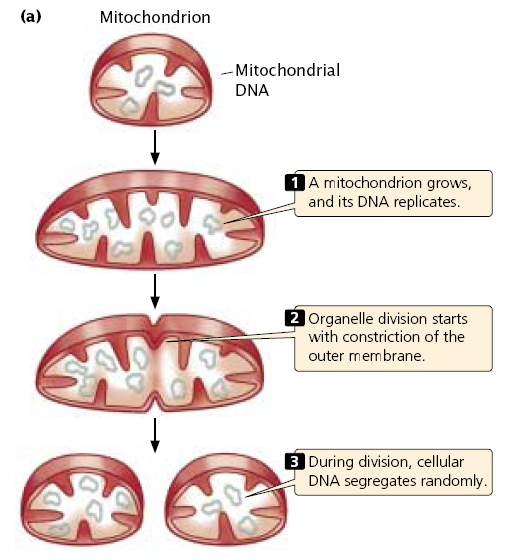 (a)
Mitochondrion
Mitochondrial
DNA
1 A mitochondrion grows,
and its DNA replicates.
2 Organelle division starts
with constriction of the
outer membrane.
3 During division, cellular
DNA segregates randomly.